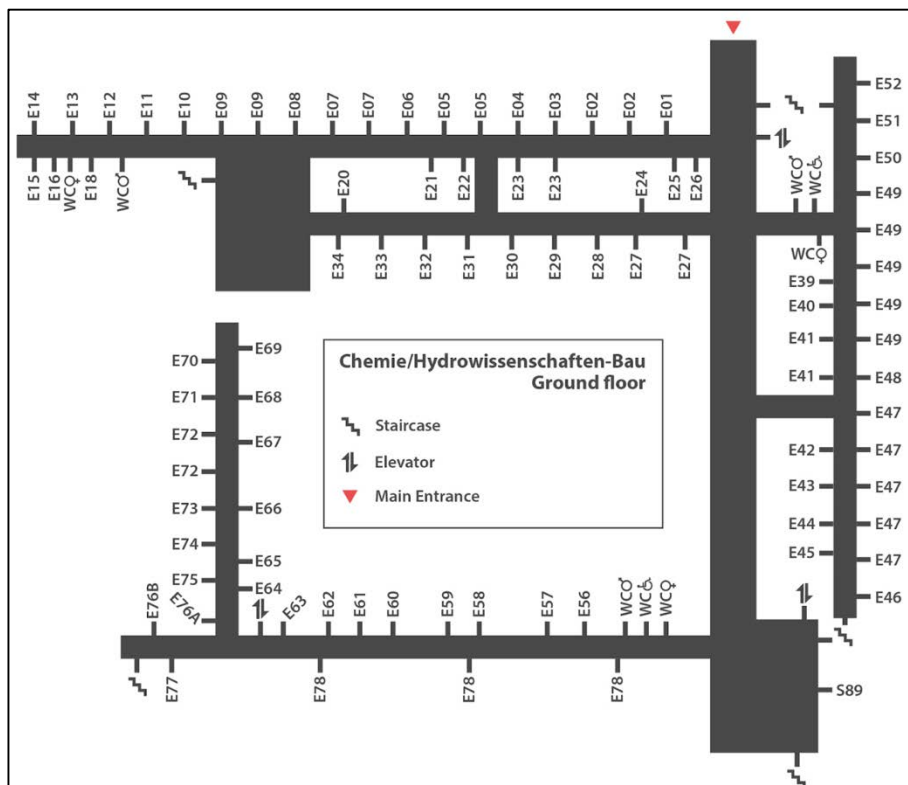 E14
E13
E12
E11
E10
E09
E09
E08
E07
E07
E06
E05
E05
E04
E03
E02
E02
E01
E52
E51
E50
E15
E16
WC♀
E18
WC♂
E20
E21
E22
E23
E23
E24
E25
E26
WC♂
WC♿
E49
E49
WC♀
E34
E33
E32
E31
E30
E29
E28
E27
E27
E49
E39
E40
E49
E41
E49
E41
E48
E47
E42
E47
E43
E47
E44
E47
E45
E47
E46
E70
E69
E71
E68
E72
E67
E72
E73
E66
E74
E65
E75
E64
Chemie/Hydrowissenschaften-Bau
Ground floor
Staircase
Elevator
Main Entrance
E76B
E76A
E63
E62
E61
E60
E59
E58
E57
E56
WC♂
WC♿
WC♀
E77
E78
E78
E78
S89